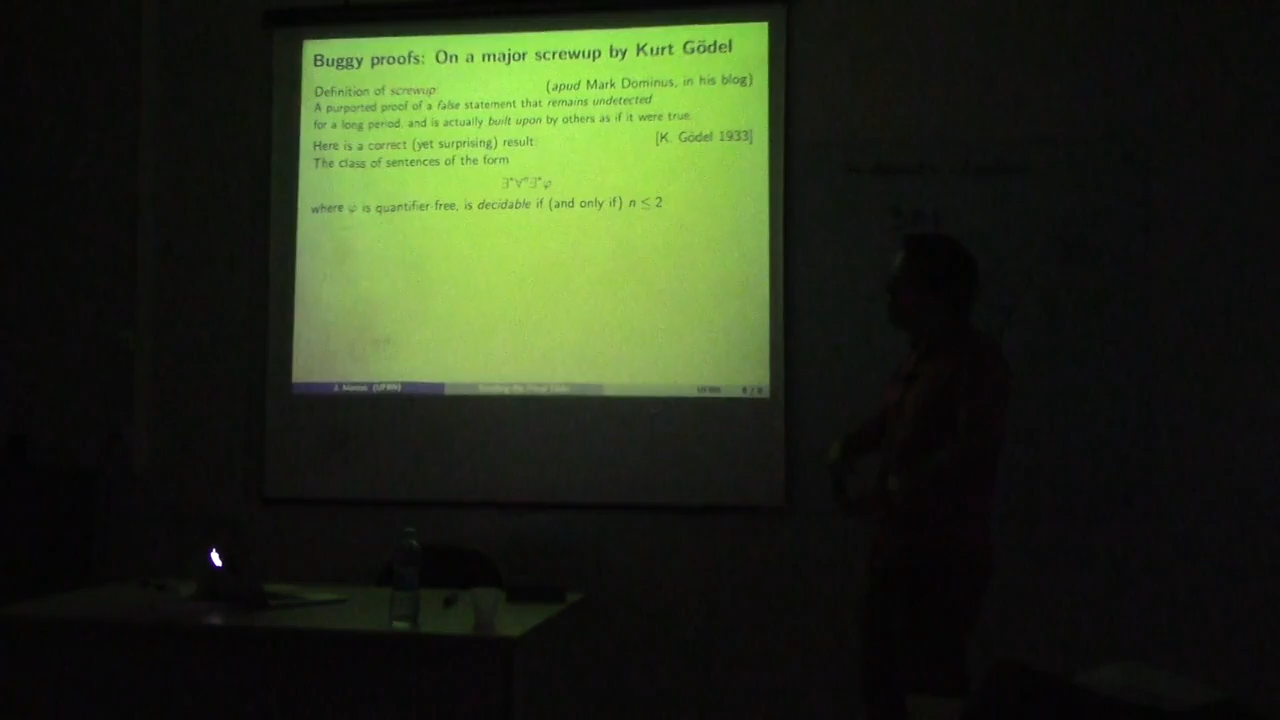 Buggy proofs: On a major screwup by Kurt Gödel
Definition of screwup: (apud Mark Dominus, in his blog)
A purported proof of a false statement that remains undetected
for a long period, and is actually built upon by others as if it were true.
Here is a correct (yet surprising) result: [K. Gödel 1933]
The class of sentences of the form
∃*∀ⁿ∃*φ
where φ is quantifier-free, is decidable if (and only if) n ≤ 2
(UFRN)
UFRN